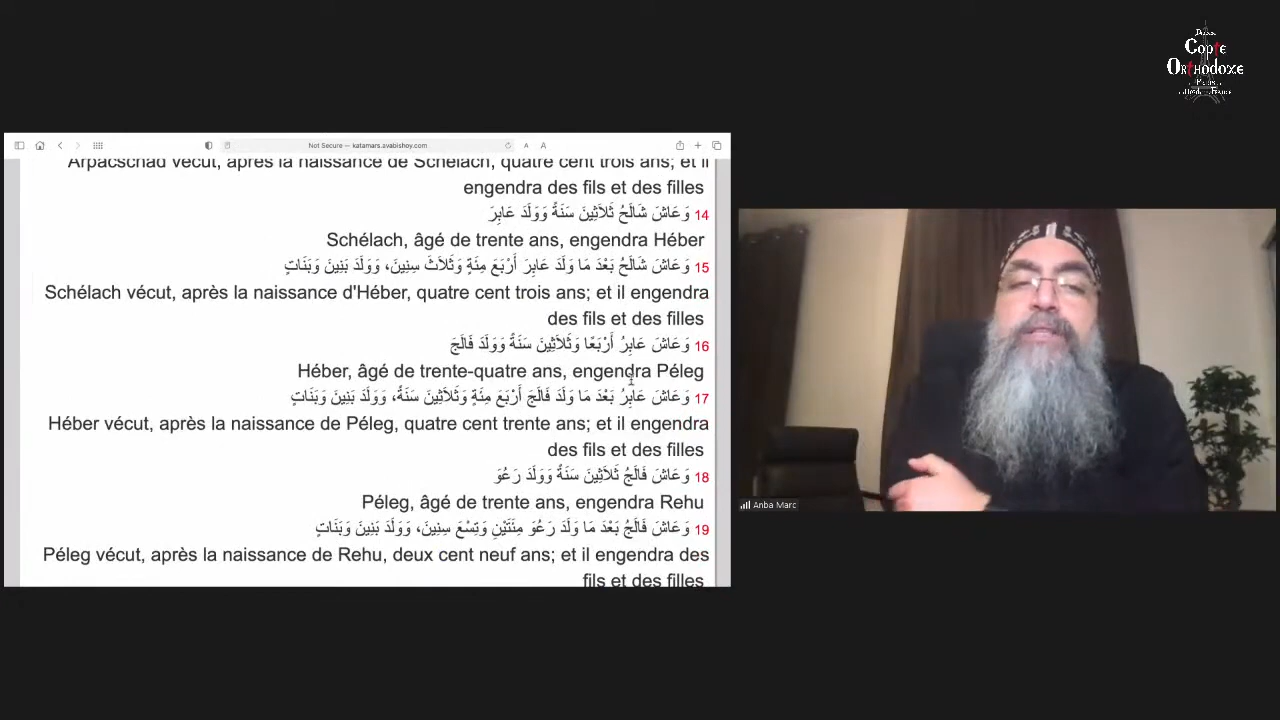 Copte
Orthodoxe
Not Secure — katamars.avabishoy.com
Arpacschad vécut, après la naissance de Schélach, quatre cent trois ans; et il
engendra des fils et des filles
14 وَعَاشَ شَالَحُ ثَلاَثِينَ سَنَةً وَوَلَدَ عَابِرَ
Schélach, âgé de trente ans, engendra Héber
15 وَعَاشَ شَالَحُ بَعْدَ مَا وَلَدَ عَابِرَ أَرْبَعَ مِئَةٍ وَثَلاَثَ سِنِينَ، وَوَلَدَ بَنِينَ وَبَنَاتٍ
Schélach vécut, après la naissance d'Héber, quatre cent trois ans; et il engendra
des fils et des filles
16 وَعَاشَ عَابِرُ أَرْبَعًا وَثَلاَثِينَ سَنَةً وَوَلَدَ فَالَجَ
Héber, âgé de trente-quatre ans, engendra Péleg
17 وَعَاشَ عَابِرُ بَعْدَ مَا وَلَدَ فَالَجَ أَرْبَعَ مِئَةٍ وَثَلاَثِينَ سَنَةً، وَوَلَدَ بَنِينَ وَبَنَاتٍ
Héber vécut, après la naissance de Péleg, quatre cent trente ans; et il engendra
des fils et des filles
18 وَعَاشَ فَالَجُ ثَلاَثِينَ سَنَةً وَوَلَدَ رَعُوَ
Péleg, âgé de trente ans, engendra Rehu
19 وَعَاشَ فَالَجُ بَعْدَ مَا وَلَدَ رَعُوَ مِئَتَيْنِ وَتِسْعَ سِنِينَ، وَوَلَدَ بَنِينَ وَبَنَاتٍ
Péleg vécut, après la naissance de Rehu, deux cent neuf ans; et il engendra des
fils et des filles
Anba Marc